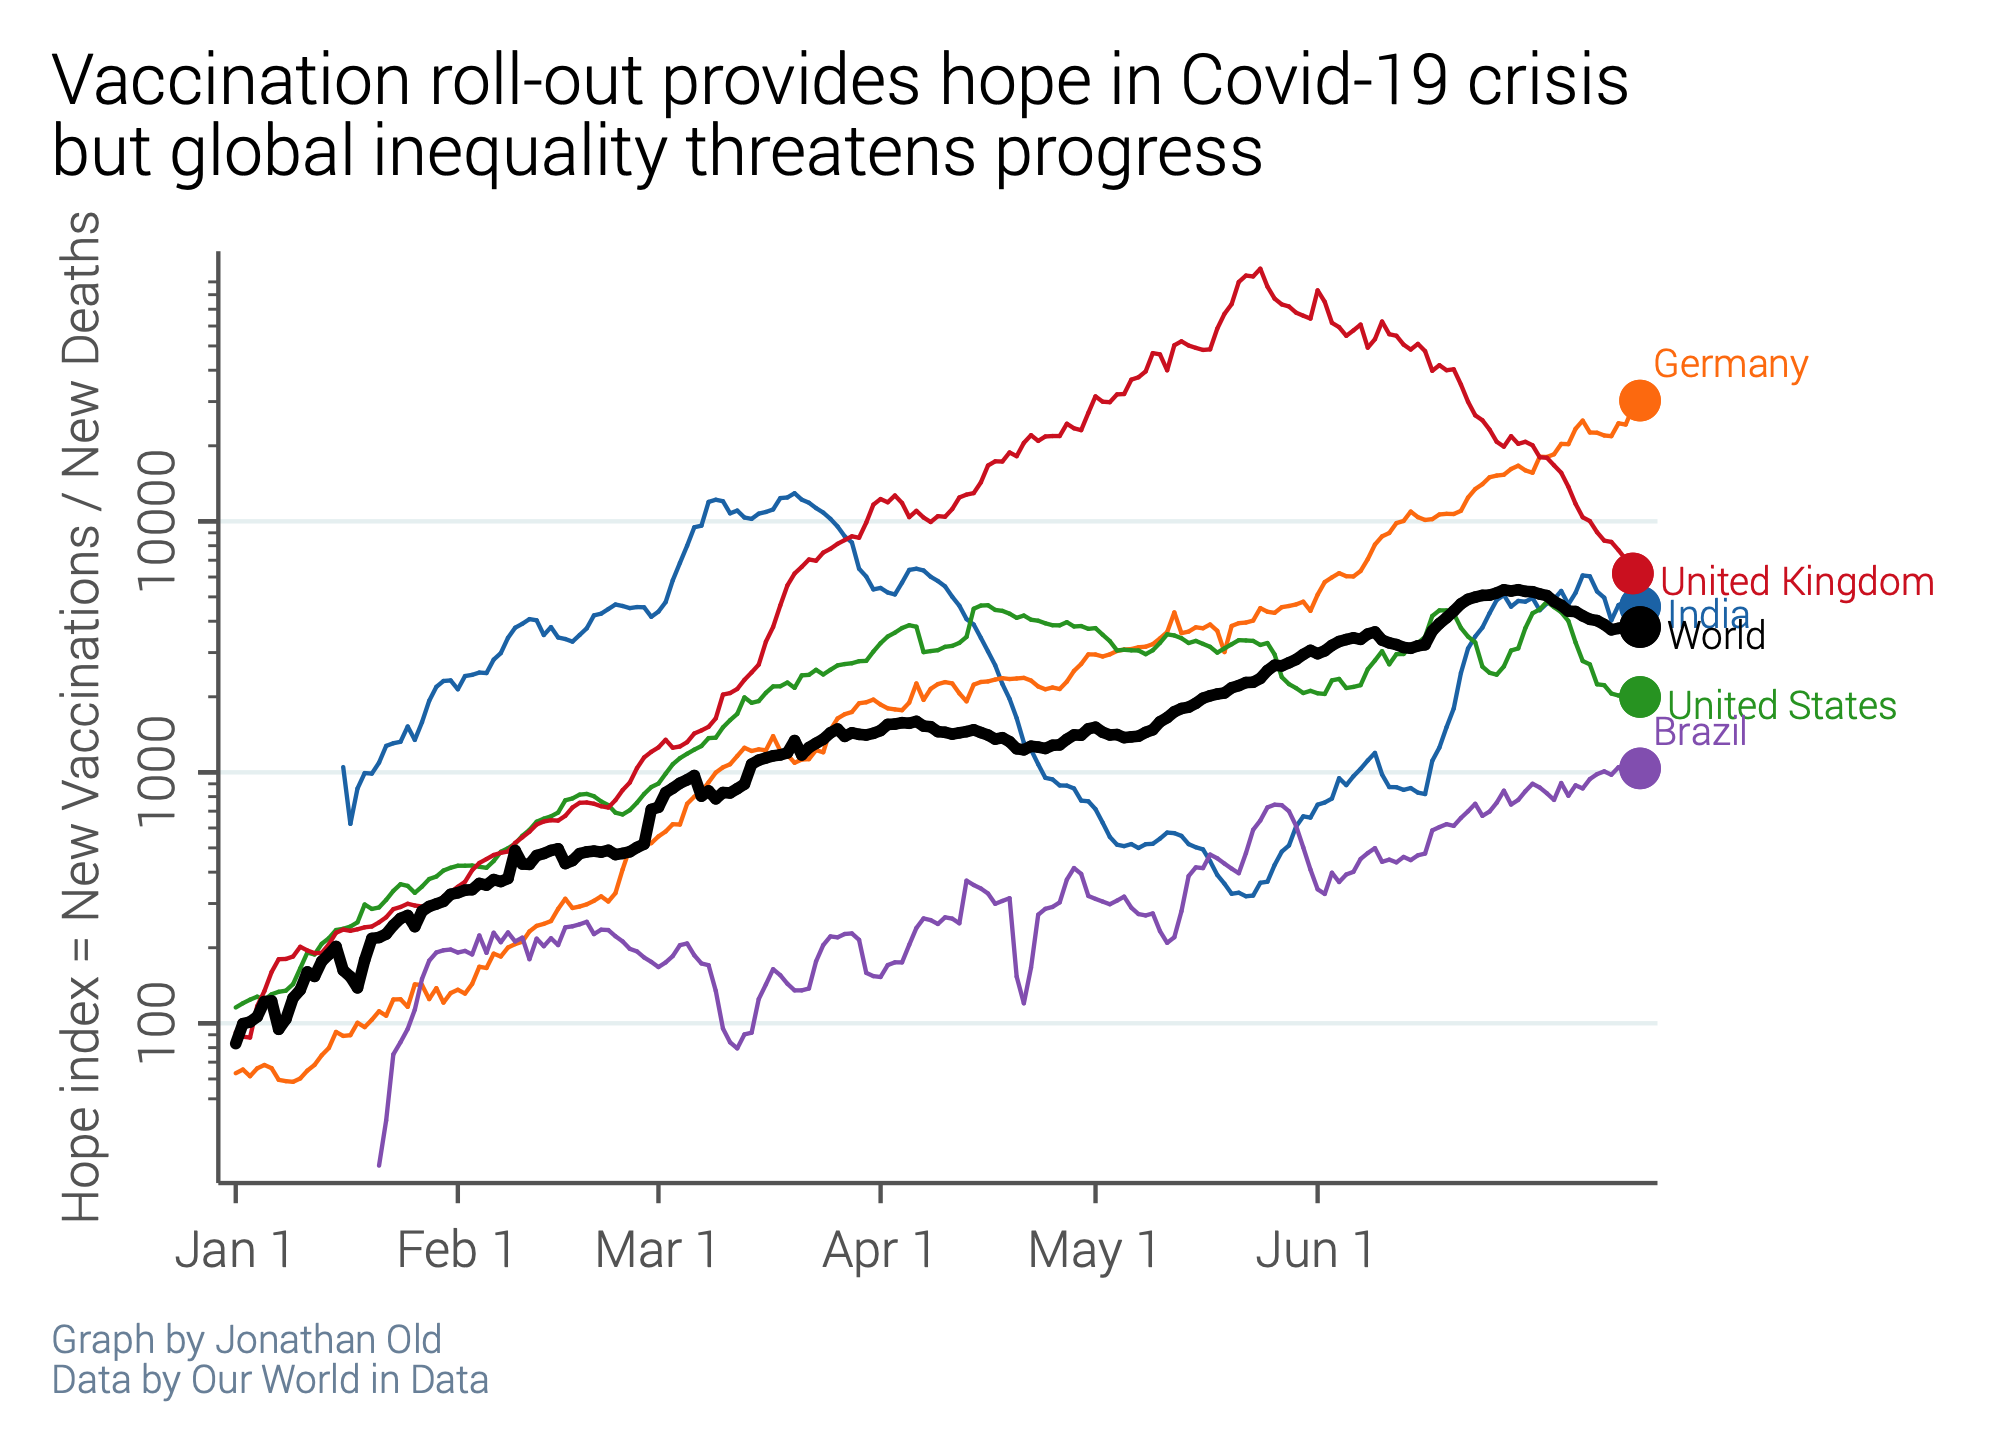 Vaccination roll-out provides hope in Covid-19 crisis
but global inequality threatens progress
Hope index = New Vaccinations / New Deaths
10000
1000
100
Germany
United Kingdom
India
World
United States
Brazil
Jan 1
Feb 1
Mar 1
Apr 1
May 1
Jun 1
Graph by Jonathan Old
Data by Our World in Data